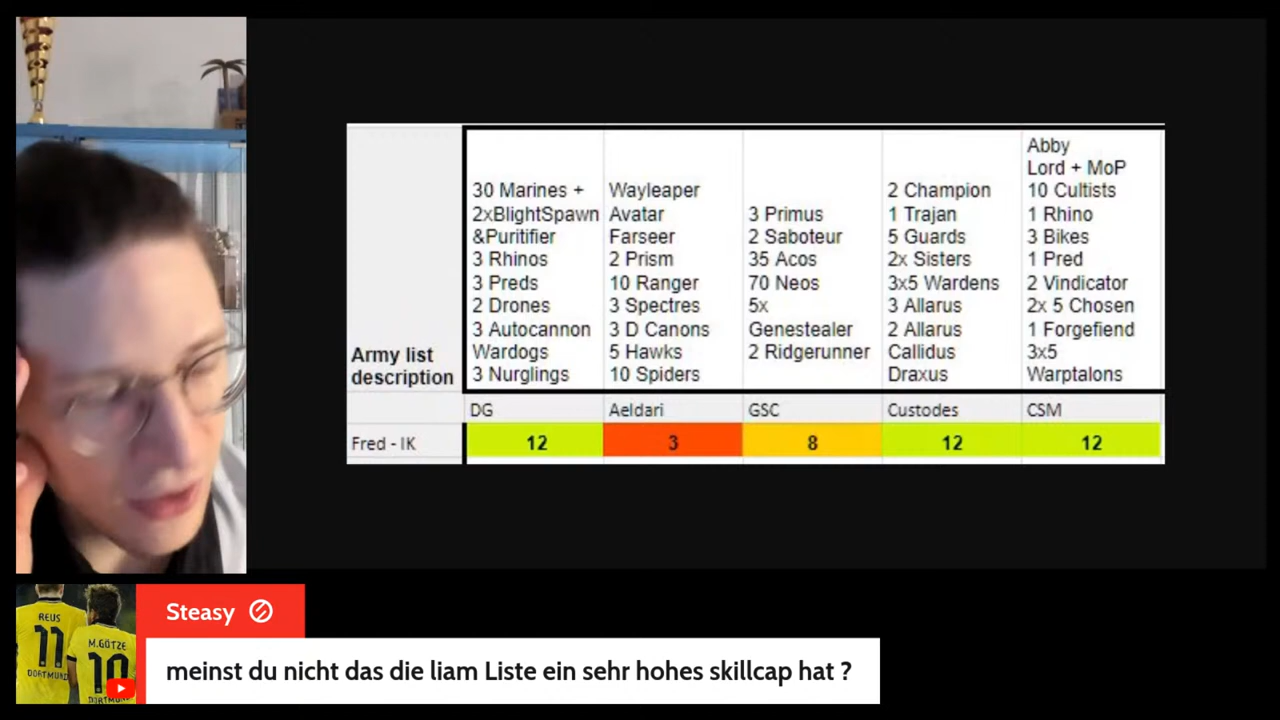 Army list
description
30 Marines +
2xBlightSpawn
&Puritifier
3 Rhinos
3 Preds
2 Drones
3 Autocannon
Wardogs
3 Nurglings
Wayleaper
Avatar
Farseer
2 Prism
10 Ranger
3 Spectres
3 D Canons
5 Hawks
10 Spiders
3 Primus
2 Saboteur
35 Acos
70 Neos
5x
Genestealer
2 Ridgerunner
2 Champion
1 Trajan
5 Guards
2x Sisters
3x5 Wardens
3 Allarus
2 Allarus
Callidus
Draxus
Abby
Lord + MoP
10 Cultists
1 Rhino
3 Bikes
1 Pred
2 Vindicator
2x 5 Chosen
1 Forgefiend
3x5
Warptalons
DG Aeldari GSC Custodes CSM
Fred - IK 12 3 8 12 12
REUS
11
DORTMUND
M.GÖTZE
10
DORTMUND
Steasy
meinst du nicht das die liam Liste ein sehr hohes skillcap hat ?